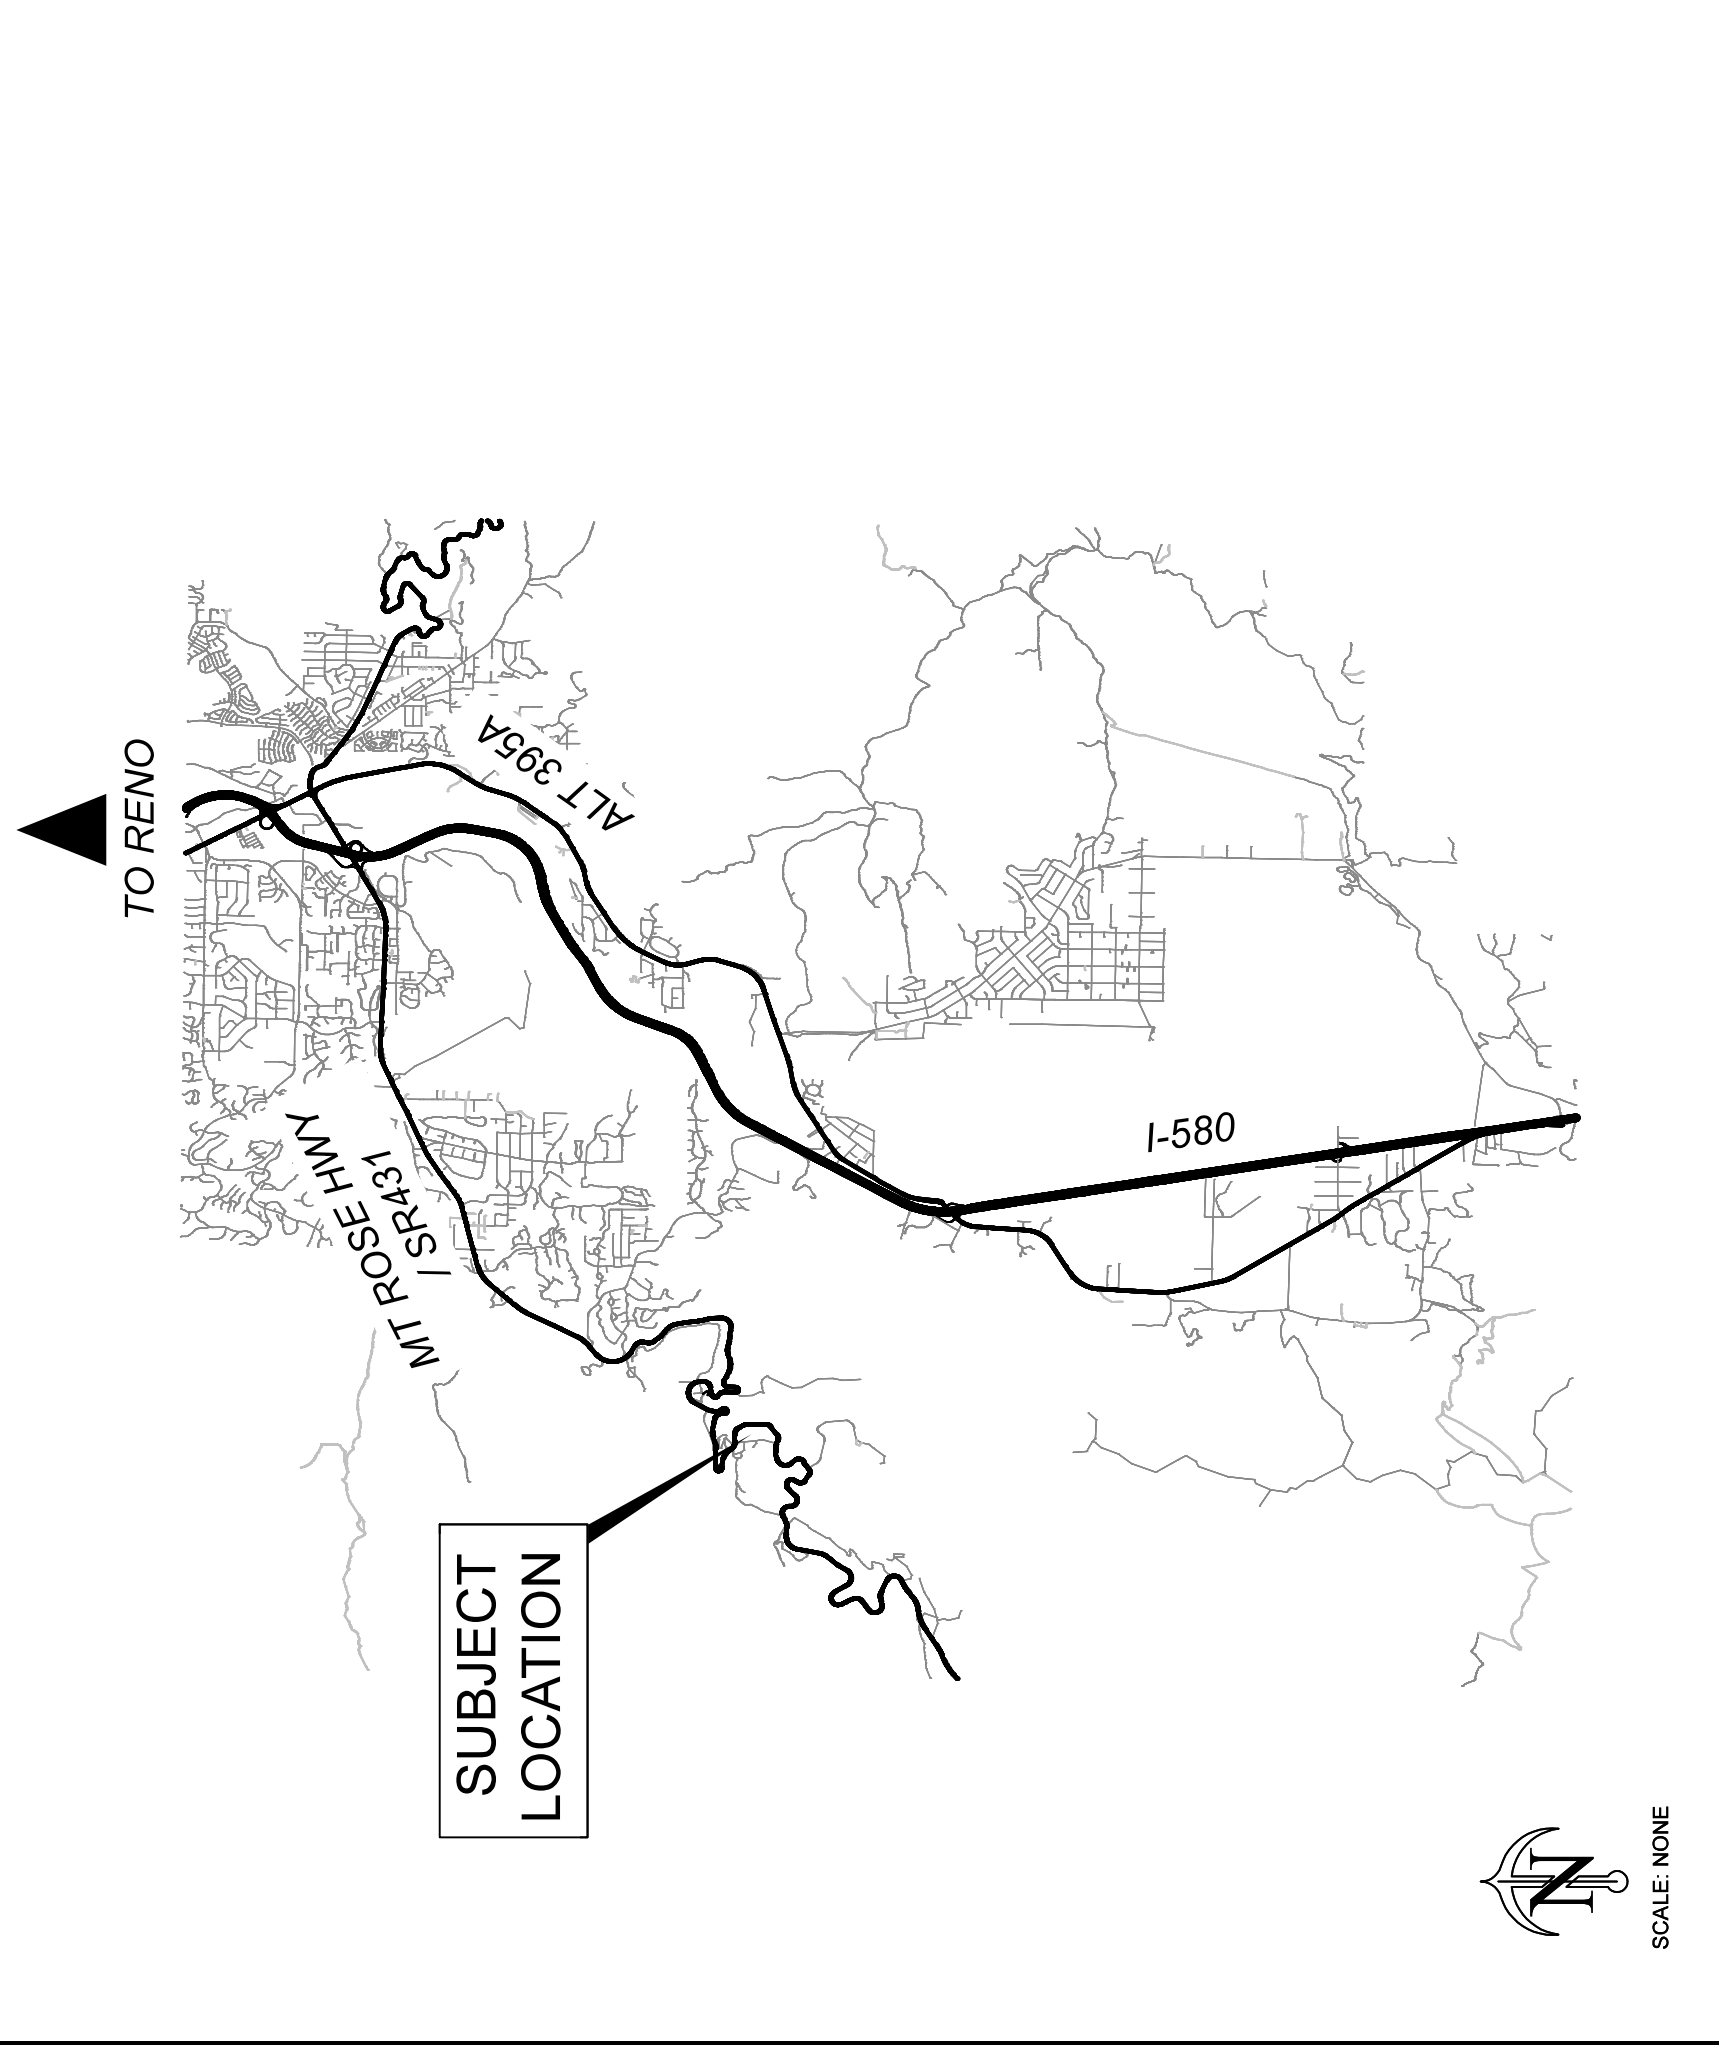 TO RENO
ALT 395A
MT ROSE HWY
/ SR431
I-580
SUBJECT
LOCATION
N
SCALE: NONE